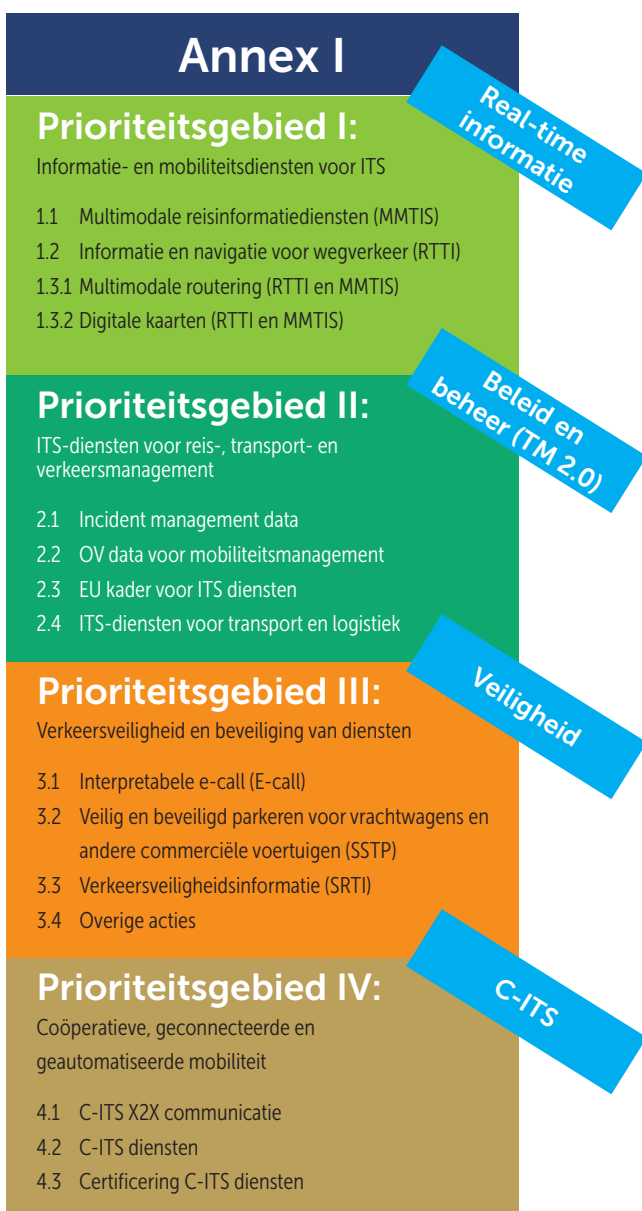 Annex I
Real-time
informatie
Prioriteitsgebied I:
Informatie- en mobiliteitsdiensten voor ITS
1.1 Multimodale reisinformatiediensten (MMTIS)
1.2 Informatie en navigatie voor wegverkeer (RTTI)
1.3.1 Multimodale routering (RTTI en MMTIS)
1.3.2 Digitale kaarten (RTTI en MMTIS)
Beleid en
beheer (TM 2.0)
Prioriteitsgebied II:
ITS-diensten voor reis-, transport- en
verkeersmanagement
2.1 Incident management data
2.2 OV data voor mobiliteitsmanagement
2.3 EU kader voor ITS diensten
2.4 ITS-diensten voor transport en logistiek
Veiligheid
Prioriteitsgebied III:
Verkeersveiligheid en beveiliging van diensten
3.1 Interpretabele e-call (E-call)
3.2 Veilig en beveiligd parkeren voor vrachtwagens en
andere commerciële voertuigen (SSTP)
3.3 Verkeersveiligheidsinformatie (SRTI)
3.4 Overige acties
C-ITS
Prioriteitsgebied IV:
Coöperatieve, geconnecteerde en
geautomatiseerde mobiliteit
4.1 C-ITS X2X communicatie
4.2 C-ITS diensten
4.3 Certificering C-ITS diensten